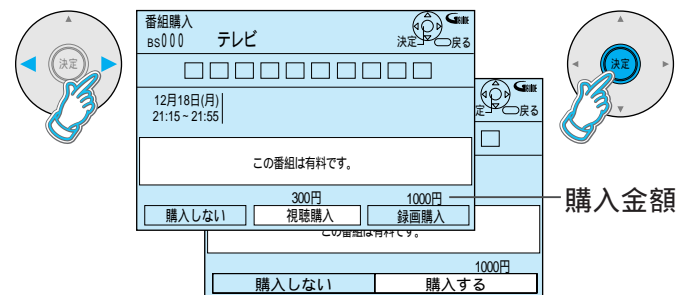 決定
番組購入
BS000 テレビ
決定 戻る
GUIDE
□□□□□□□□□□
12月18日(月)
21:15~21:55
この番組は有料です。
300円 1000円
購入しない 視聴購入 録画購入
購入金額
定 戻る
GUIDE
□
この番組は有料です。
1000円
購入しない 購入する
決定